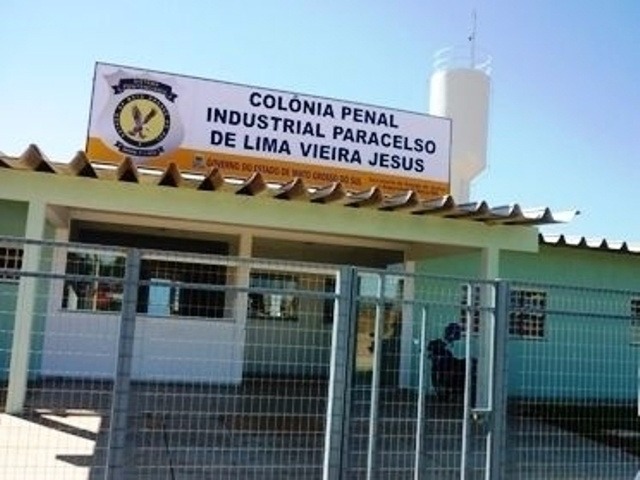 COLÔNIA PENAL
INDUSTRIAL PARACELSO
DE LIMA VIEIRA JESUS
GOVERNO DO ESTADO DE MATO GROSSO DO SUL